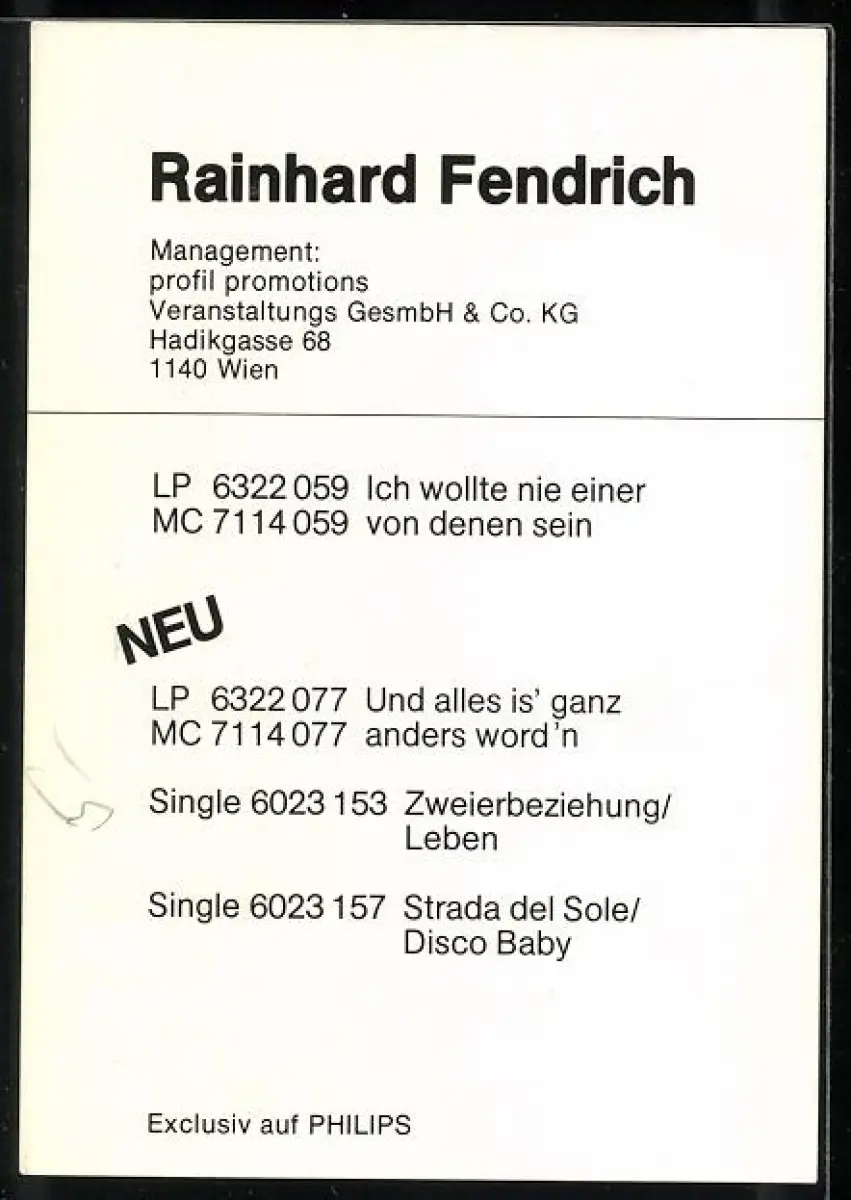 Rainhard Fendrich
Management:
profil promotions
Veranstaltungs GesmbH & Co. KG
Hadikgasse 68
1140 Wien
LP 6322 059 Ich wollte nie einer
MC 7114 059 von denen sein
NEU
LP 6322 077 Und alles is' ganz
MC 7114 077 anders word'n
Single 6023 153 Zweierbeziehung/
Leben
Single 6023 157 Strada del Sole/
Disco Baby
Exclusiv auf PHILIPS